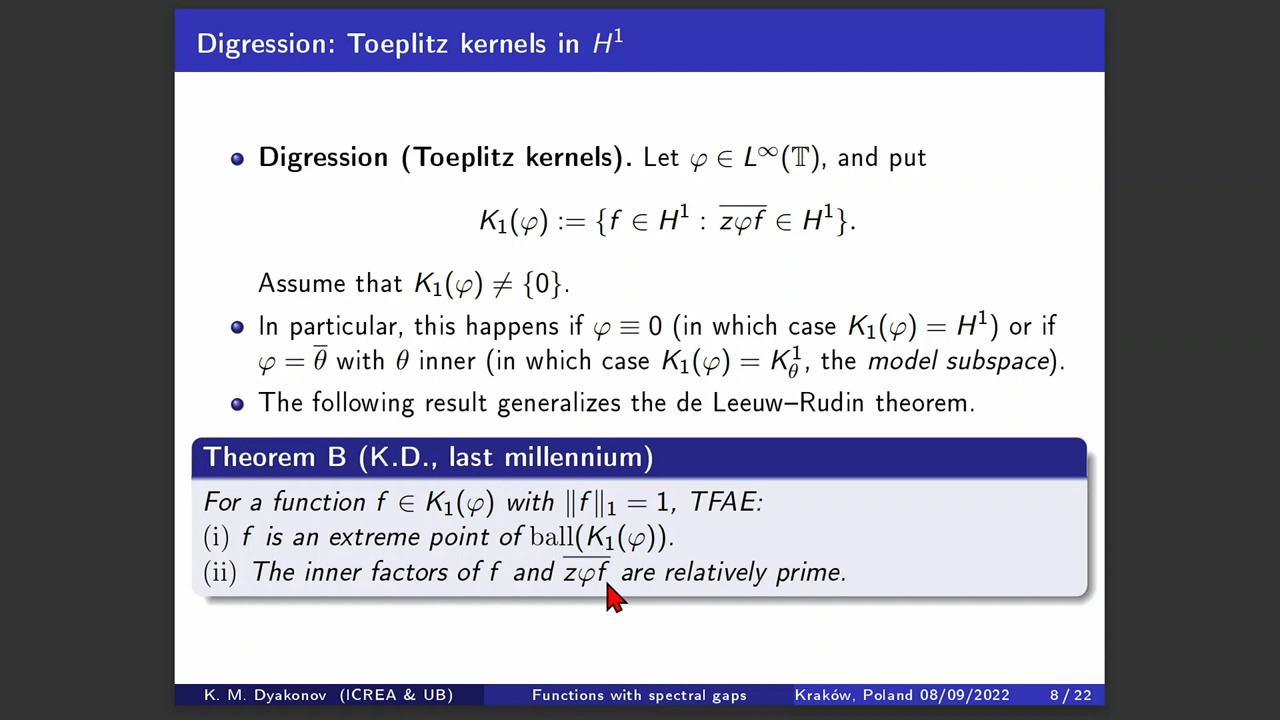 Digression: Toeplitz kernels in H¹
Digression (Toeplitz kernels). Let φ ∈ L^∞(𝕋), and put
K₁(φ) := {f ∈ H¹ : \overline{zφf} ∈ H¹}.
Assume that K₁(φ) ≠ {0}.
In particular, this happens if φ ≡ 0 (in which case K₁(φ) = H¹) or if
φ = \overline{θ} with θ inner (in which case K₁(φ) = K_θ^1, the model subspace).
The following result generalizes the de Leeuw–Rudin theorem.
Theorem B (K.D., last millennium)
For a function f ∈ K₁(φ) with ‖f‖₁ = 1, TFAE:
(i) f is an extreme point of ball(K₁(φ)).
(ii) The inner factors of f and \overline{zφf} are relatively prime.
K. M. Dyakonov (ICREA & UB) Functions with spectral gaps Kraków, Poland 08/09/2022 8 / 22